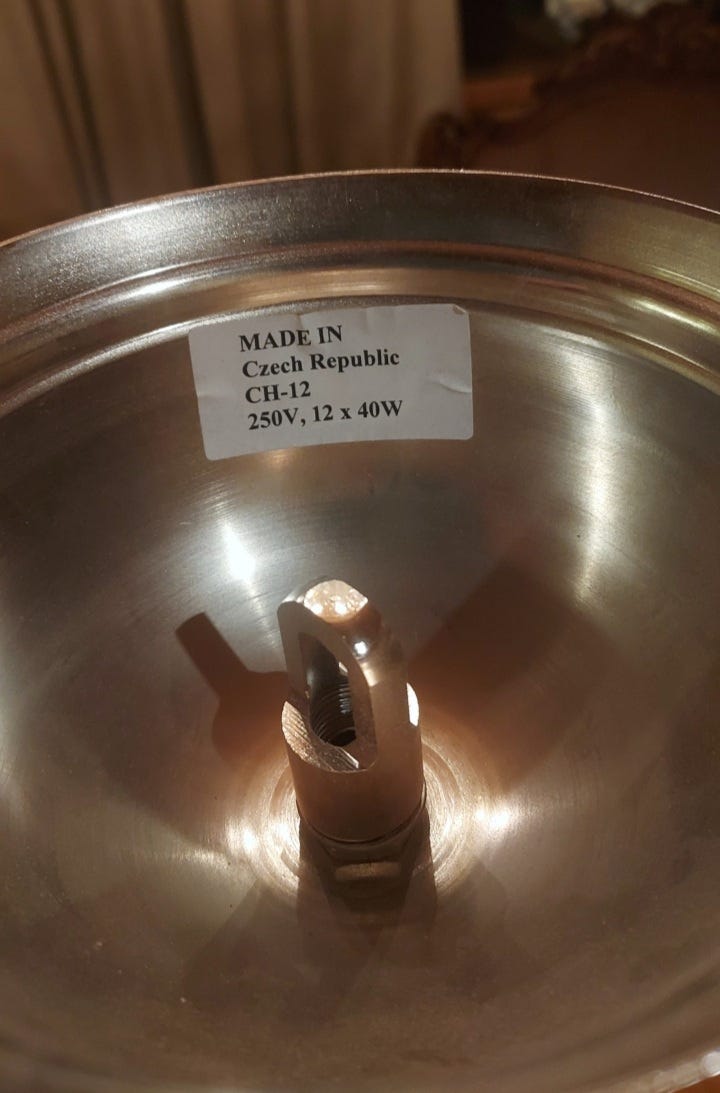 MADE IN
Czech Republic
CH-12
250V, 12 x 40W